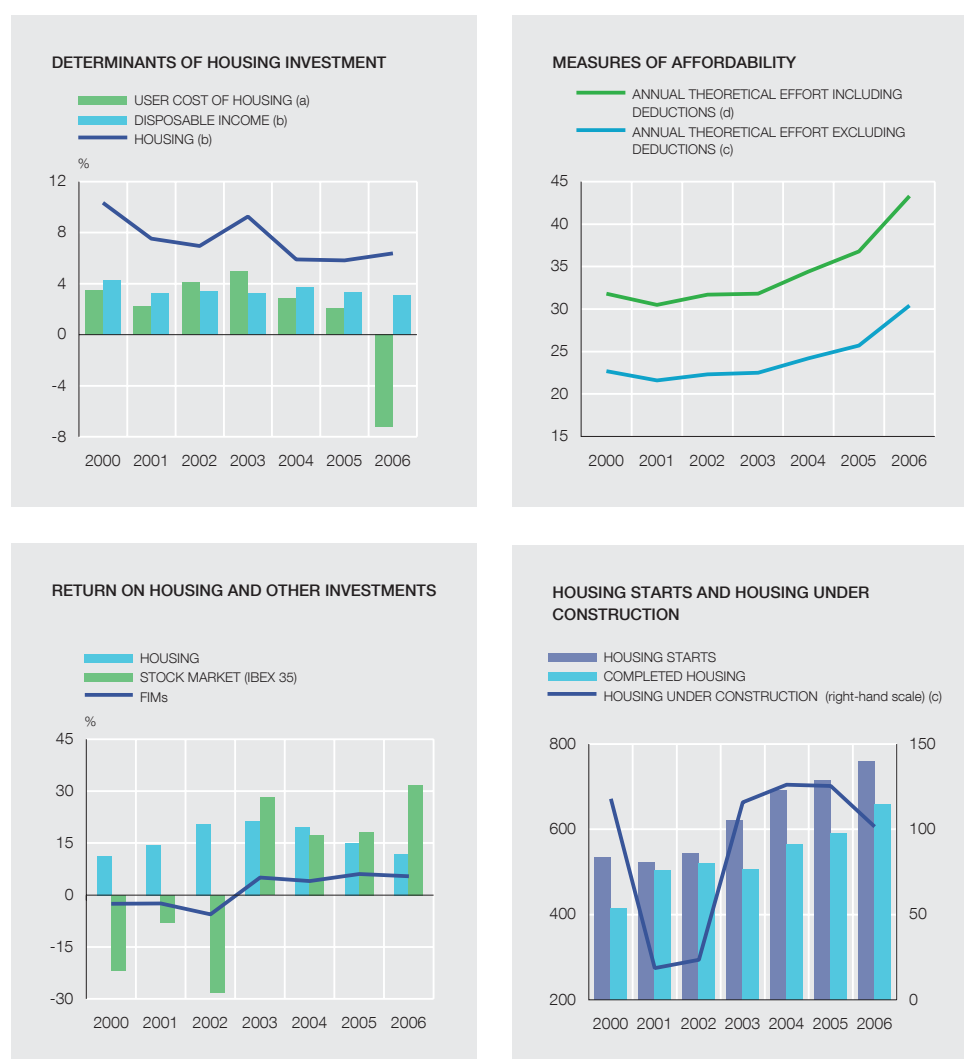 DETERMINANTS OF HOUSING INVESTMENT
USER COST OF HOUSING (a)
DISPOSABLE INCOME (b)
HOUSING (b)
%
12
8
4
0
-4
-8
2000 2001 2002 2003 2004 2005 2006
MEASURES OF AFFORDABILITY
ANNUAL THEORETICAL EFFORT INCLUDING
DEDUCTIONS (d)
ANNUAL THEORETICAL EFFORT EXCLUDING
DEDUCTIONS (c)
45
40
35
30
25
20
15
2000 2001 2002 2003 2004 2005 2006
RETURN ON HOUSING AND OTHER INVESTMENTS
HOUSING
STOCK MARKET (IBEX 35)
FIMs
%
45
30
15
0
-15
-30
2000 2001 2002 2003 2004 2005 2006
HOUSING STARTS AND HOUSING UNDER
CONSTRUCTION
HOUSING STARTS
COMPLETED HOUSING
HOUSING UNDER CONSTRUCTION (right-hand scale) (c)
800 150
600 100
400 50
200 0
2000 2001 2002 2003 2004 2005 2006